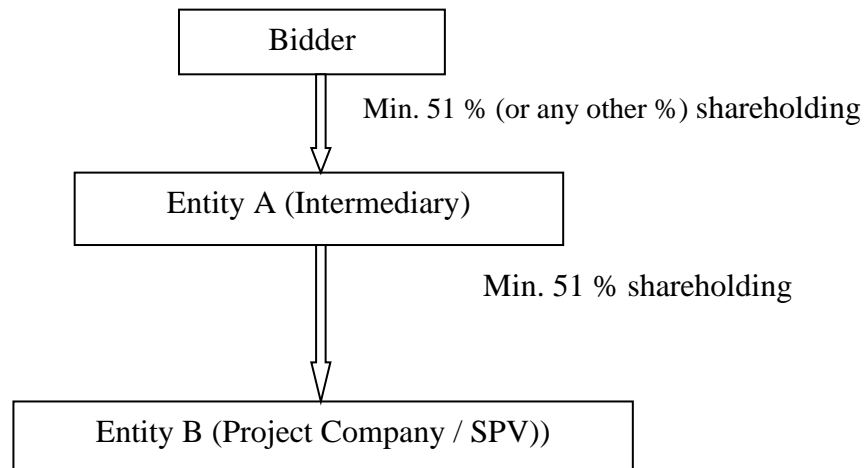 Bidder
Min. 51 % (or any other %) shareholding
Entity A (Intermediary)
Min. 51 % shareholding
Entity B (Project Company / SPV))